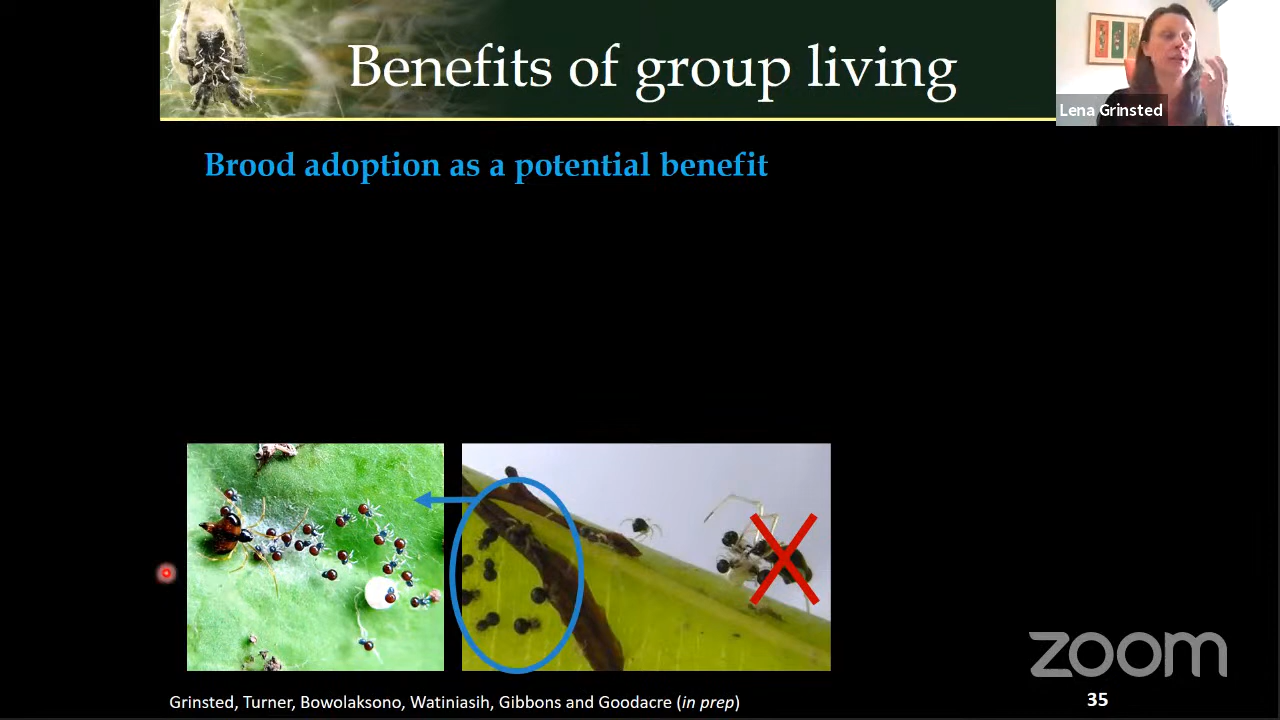 Benefits of group living
Lena Grinsted
Brood adoption as a potential benefit
zoom
Grinsted, Turner, Bowolaksono, Watiniasih, Gibbons and Goodacre (in prep)
35